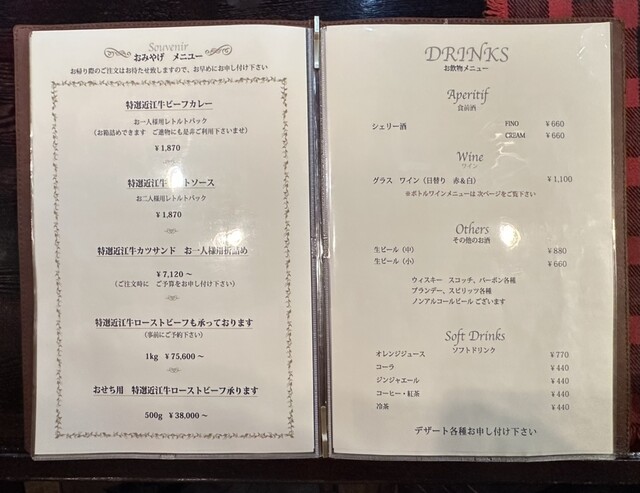 Souvenir
おみやげ メニュー
お帰り際のご注文はお待たせ致しますので、お早めにお申し付け下さい
特選近江牛ビーフカレー
お一人様用レトルトパック
(お箱詰めできます ご進物にも是非ご利用下さいませ)
¥1,870
特選近江牛 ソース
お二人様用レトルトパック
¥1,870
特選近江牛カツサンド お一人様用折詰め
¥7,120～
(ご注文時に ご予算をお申し付け下さい)
特選近江牛ローストビーフも承っております
(事前にご予約下さい)
1kg ¥75,600～
おせち用 特選近江牛ローストビーフ承ります
500g ¥38,000～
DRINKS
お飲物メニュー
Aperitif
食前酒
シェリー酒 FINO ¥660
CREAM ¥660
Wine
ワイン
グラス ワイン (日替り 赤&白) ¥1,100
※ボトルワインメニューは次ページをご覧下さい
Others
その他のお酒
生ビール (中) ¥880
生ビール (小) ¥660
ウィスキー スコッチ、バーボン各種
ブランデー、スピリッツ各種
ノンアルコールビール ございます
Soft Drinks
ソフトドリンク
オレンジジュース ¥770
コーラ ¥440
ジンジャエール ¥440
コーヒー・紅茶 ¥440
冷茶 ¥440
デザート各種お申し付け下さい